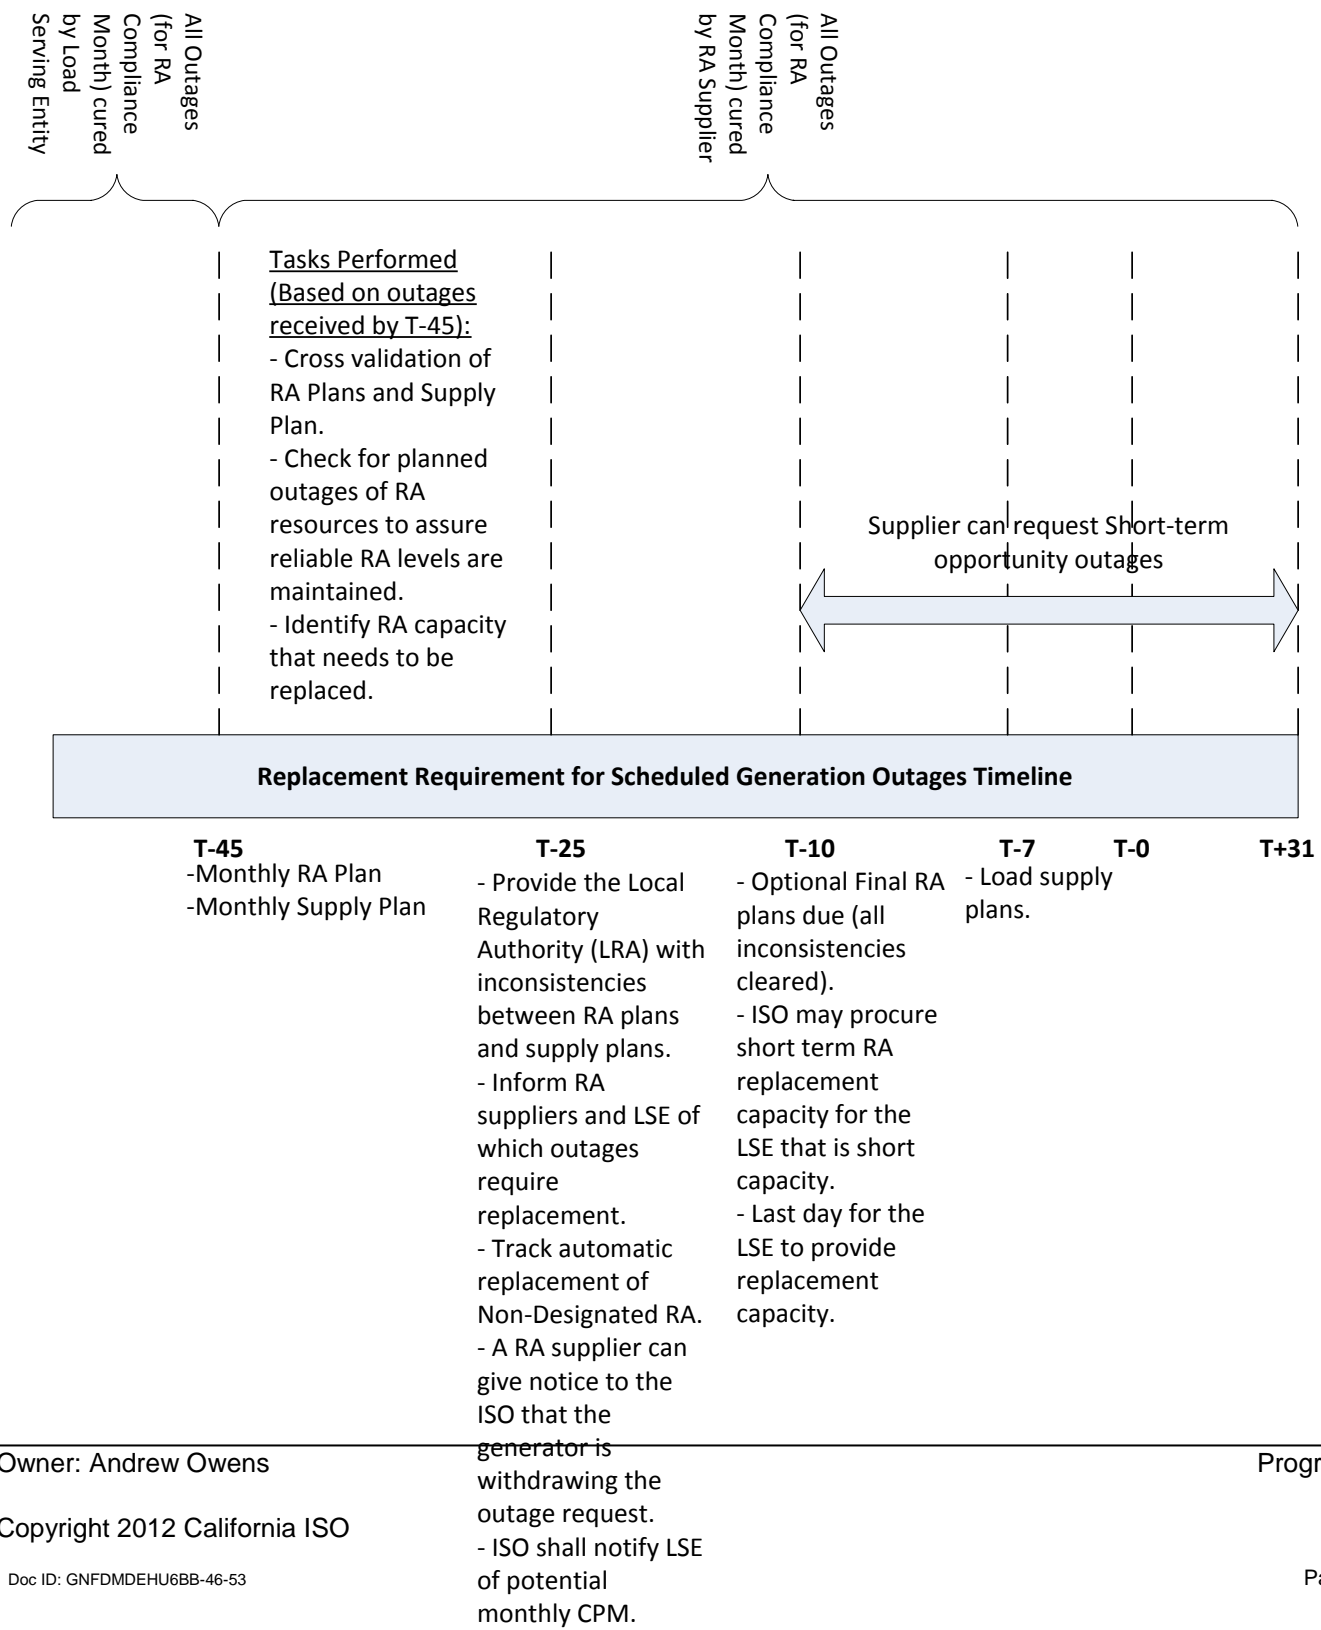 All Outages
(for RA
Compliance
Month) cured
by Load
Serving Entity
All Outages
(for RA
Compliance
Month) cured
by RA Supplier
Tasks Performed
(Based on outages
received by T-45):
- Cross validation of
RA Plans and Supply
Plan.
- Check for planned
outages of RA
resources to assure
reliable RA levels are
maintained.
- Identify RA capacity
that needs to be
replaced.
Supplier can request Short-term
opportunity outages
Replacement Requirement for Scheduled Generation Outages Timeline
T-45
-Monthly RA Plan
-Monthly Supply Plan
T-25
- Provide the Local
Regulatory
Authority (LRA) with
inconsistencies
between RA plans
and supply plans.
- Inform RA
suppliers and LSE of
which outages
require
replacement.
- Track automatic
replacement of
Non-Designated RA.
- A RA supplier can
give notice to the
ISO that the
generator is
withdrawing the
outage request.
- ISO shall notify LSE
of potential
monthly CPM.
T-10
- Optional Final RA
plans due (all
inconsistencies
cleared).
- ISO may procure
short term RA
replacement
capacity for the
LSE that is short
capacity.
- Last day for the
LSE to provide
replacement
capacity.
T-7
- Load supply
plans.
T-0
T+31
Owner: Andrew Owens
Progr
Copyright 2012 California ISO
Doc ID: GNFDMDEHU6BB-46-53
Pa